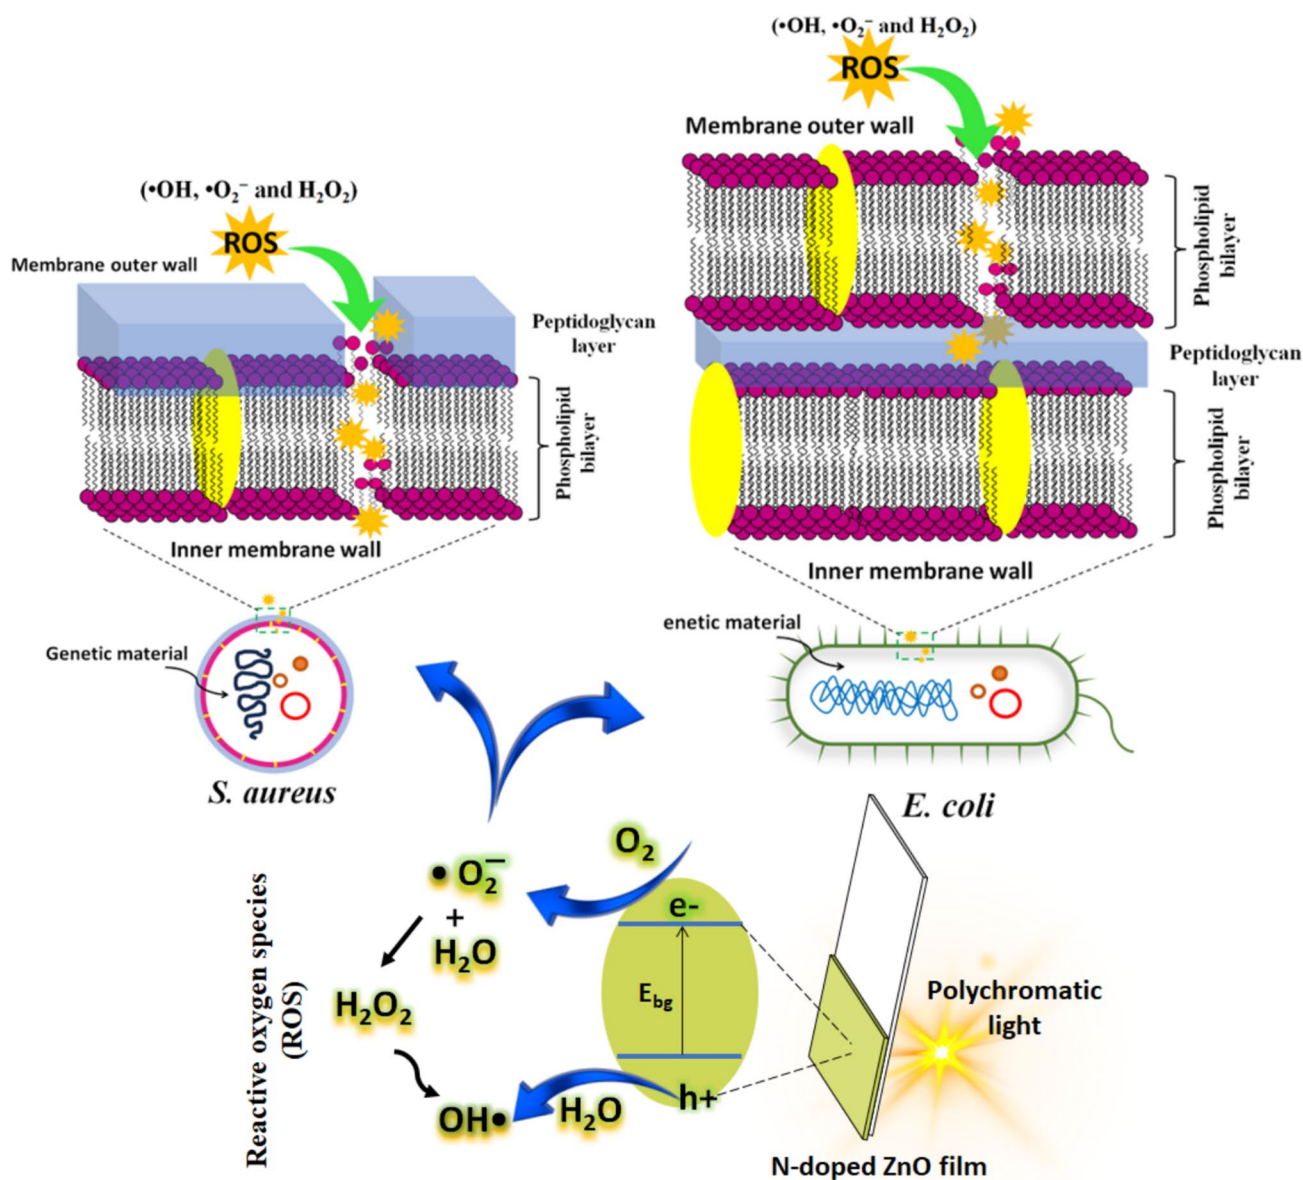 (•OH, •O₂⁻ and H₂O₂)
ROS
Membrane outer wall
Phospholipid
bilayer
Peptidoglycan
layer
Phospholipid
bilayer
Inner membrane wall
enetic material
E. coli
(•OH, •O₂⁻ and H₂O₂)
ROS
Membrane outer wall
Peptidoglycan
layer
Phospholipid
bilayer
Inner membrane wall
Genetic material
S. aureus
Reactive oxygen species
(ROS)
O₂
• O₂⁻
+
H₂O
H₂O₂
OH•
H₂O
e-
E_bg
h+
Polychromatic
light
N-doped ZnO film